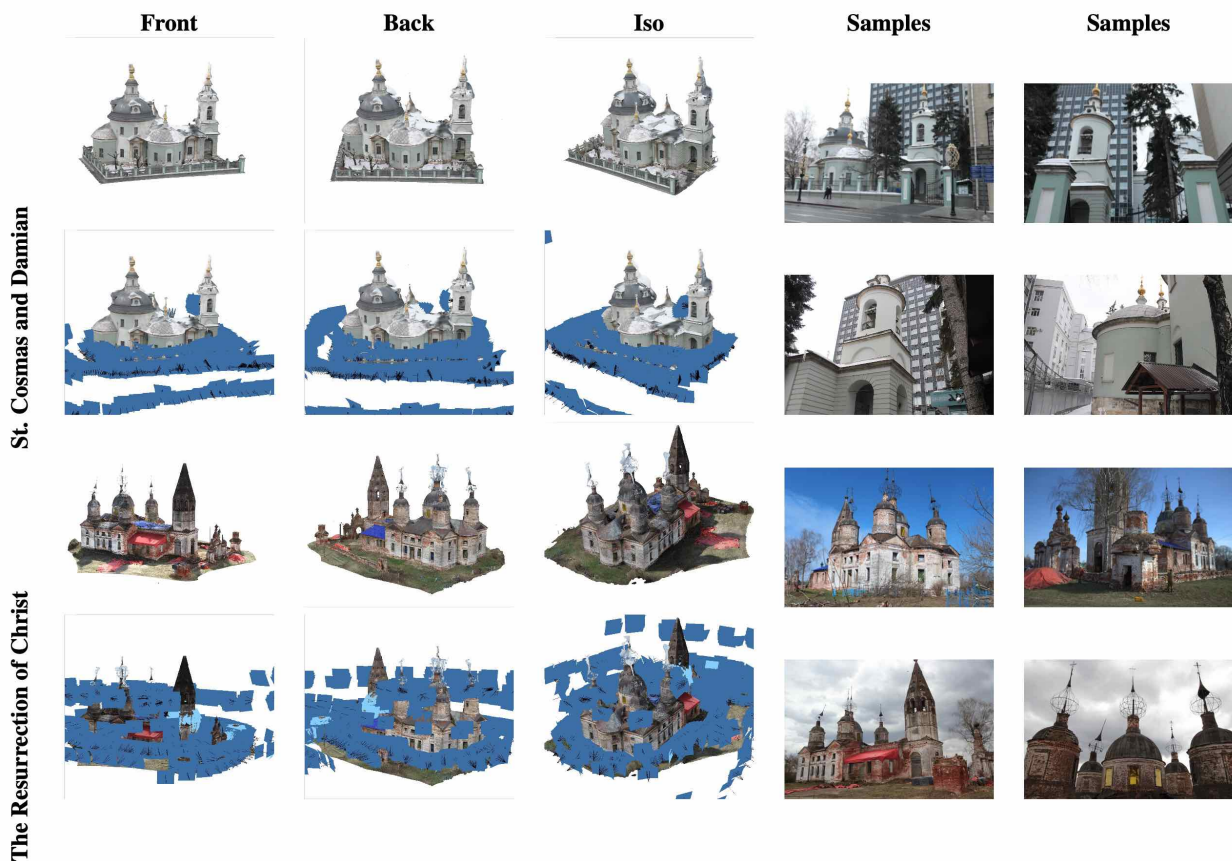 Front Back Iso Samples Samples
St. Cosmas and Damian
The Resurrection of Christ